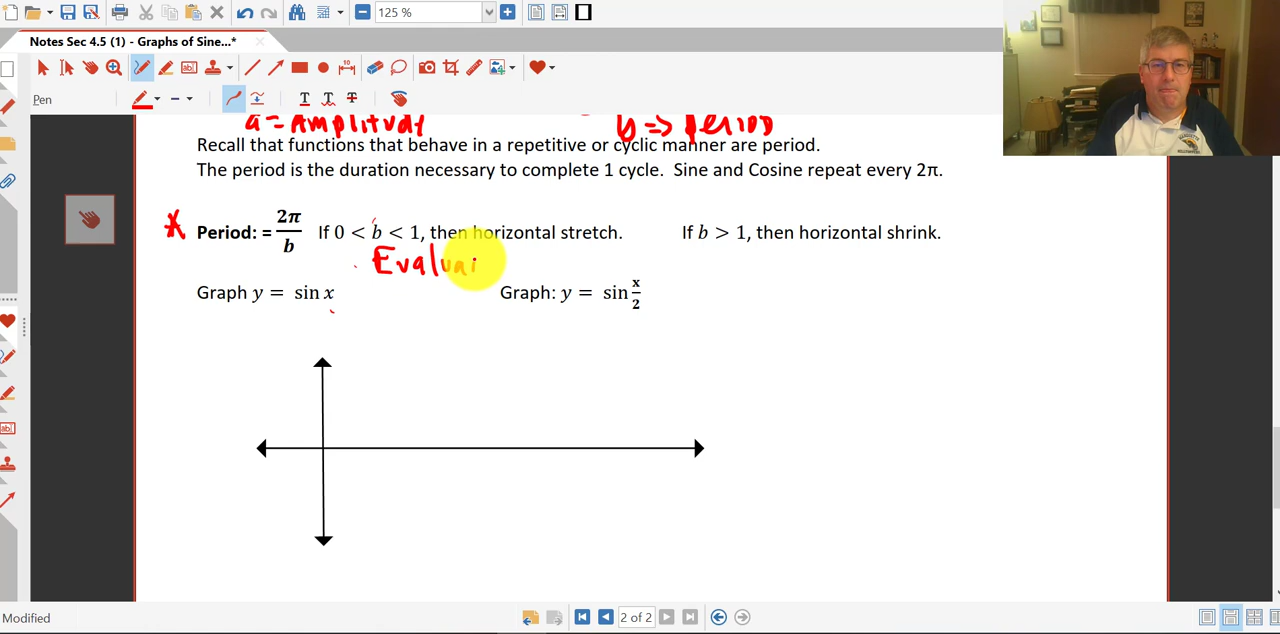 125 %
Notes Sec 4.5 (1) - Graphs of Sine...*
Pen
a = Amplitude
b => Period
Recall that functions that behave in a repetitive or cyclic manner are period.
The period is the duration necessary to complete 1 cycle. Sine and Cosine repeat every 2π.
Period: = 2π/b If 0 < b < 1, then horizontal stretch. If b > 1, then horizontal shrink.
Evaluat
Graph y = sin x Graph: y = sin x/2
Modified
2 of 2